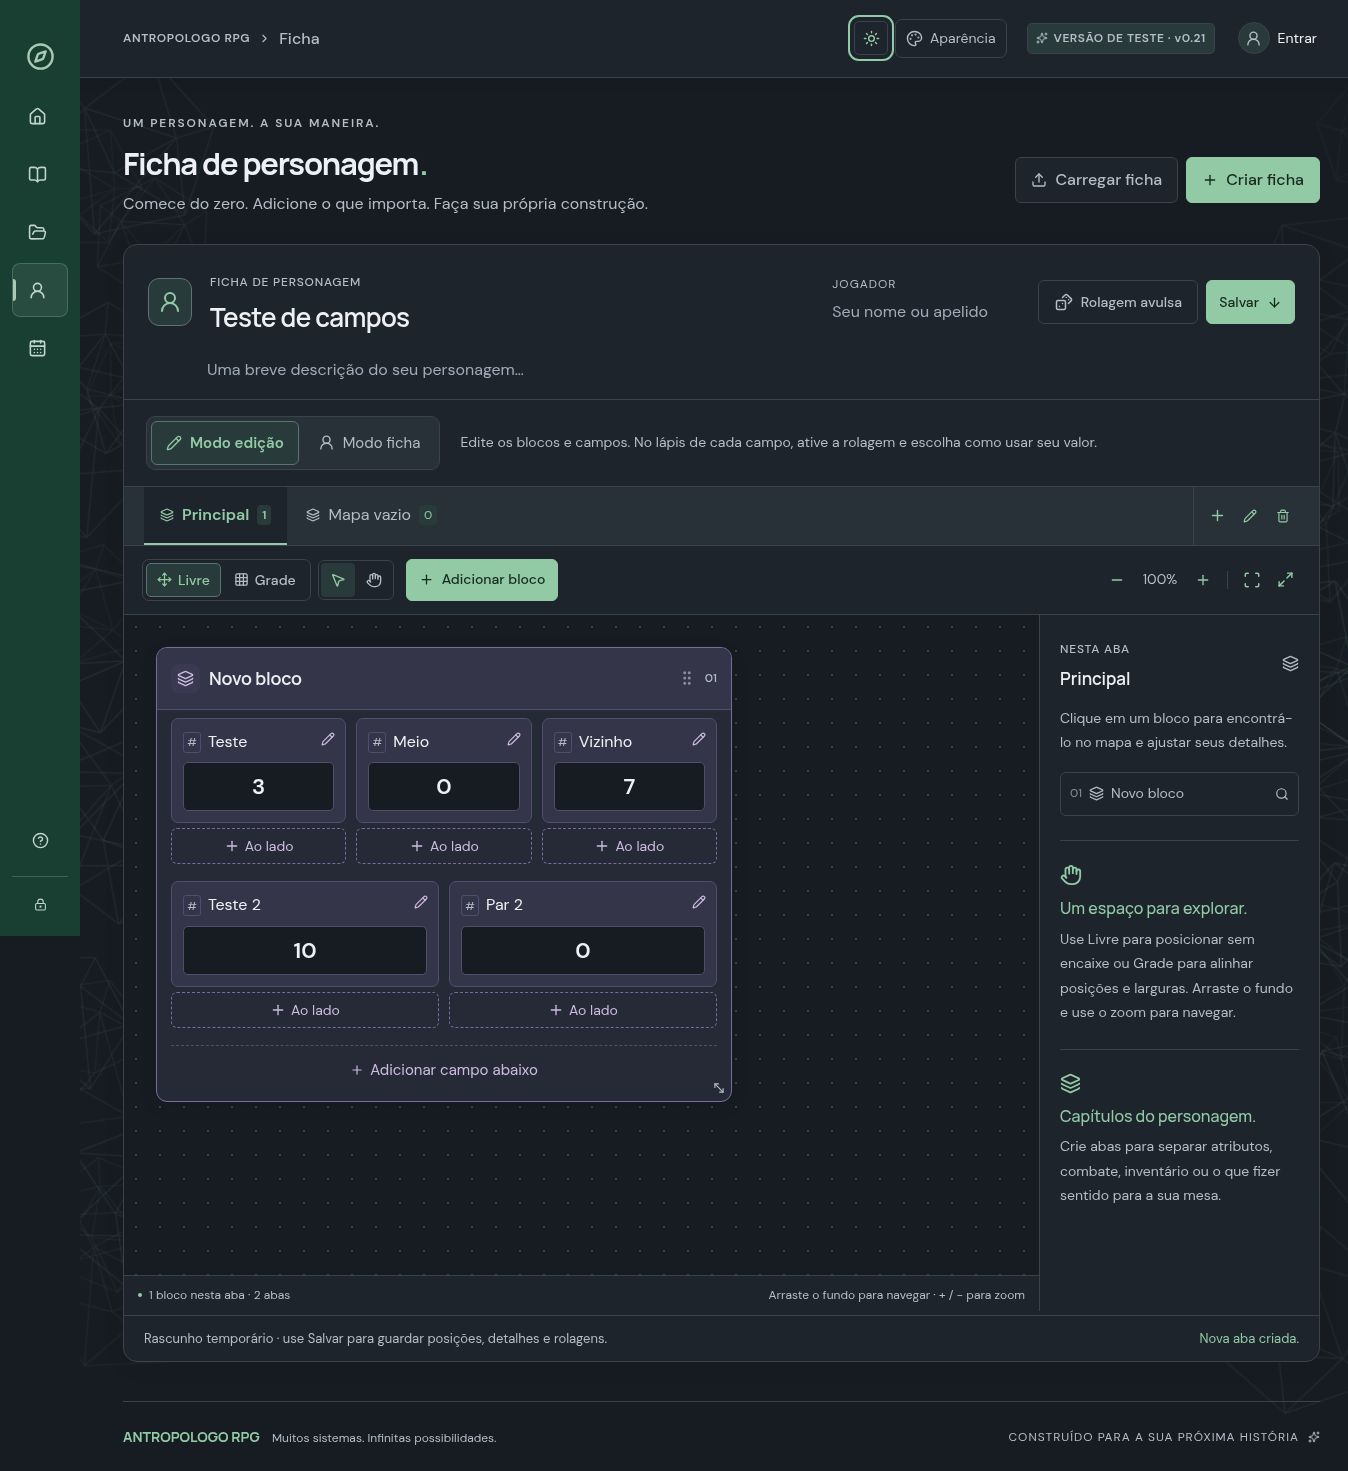 ANTROPOLOGO RPG > Ficha
Aparência
VERSÃO DE TESTE · v0.21
Entrar
UM PERSONAGEM. A SUA MANEIRA.
Ficha de personagem.
Comece do zero. Adicione o que importa. Faça sua própria construção.
Carregar ficha
+ Criar ficha
FICHA DE PERSONAGEM
Teste de campos
JOGADOR
Seu nome ou apelido
Rolagem avulsa
Salvar
Uma breve descrição do seu personagem...
Modo edição
Modo ficha
Edite os blocos e campos. No lápis de cada campo, ative a rolagem e escolha como usar seu valor.
Principal 1
Mapa vazio 0
Livre
Grade
+ Adicionar bloco
− 100% +
Novo bloco
01
# Teste
# Meio
# Vizinho
3
0
7
+ Ao lado
+ Ao lado
+ Ao lado
# Teste 2
# Par 2
10
0
+ Ao lado
+ Ao lado
+ Adicionar campo abaixo
NESTA ABA
Principal
Clique em um bloco para encontrá-
lo no mapa e ajustar seus detalhes.
01 Novo bloco
Um espaço para explorar.
Use Livre para posicionar sem
encaixe ou Grade para alinhar
posições e larguras. Arraste o fundo
e use o zoom para navegar.
Capítulos do personagem.
Crie abas para separar atributos,
combate, inventário ou o que fizer
sentido para a sua mesa.
1 bloco nesta aba · 2 abas
Arraste o fundo para navegar · + / − para zoom
Rascunho temporário · use Salvar para guardar posições, detalhes e rolagens.
Nova aba criada.
ANTROPOLOGO RPG
Muitos sistemas. Infinitas possibilidades.
CONSTRUÍDO PARA A SUA PRÓXIMA HISTÓRIA